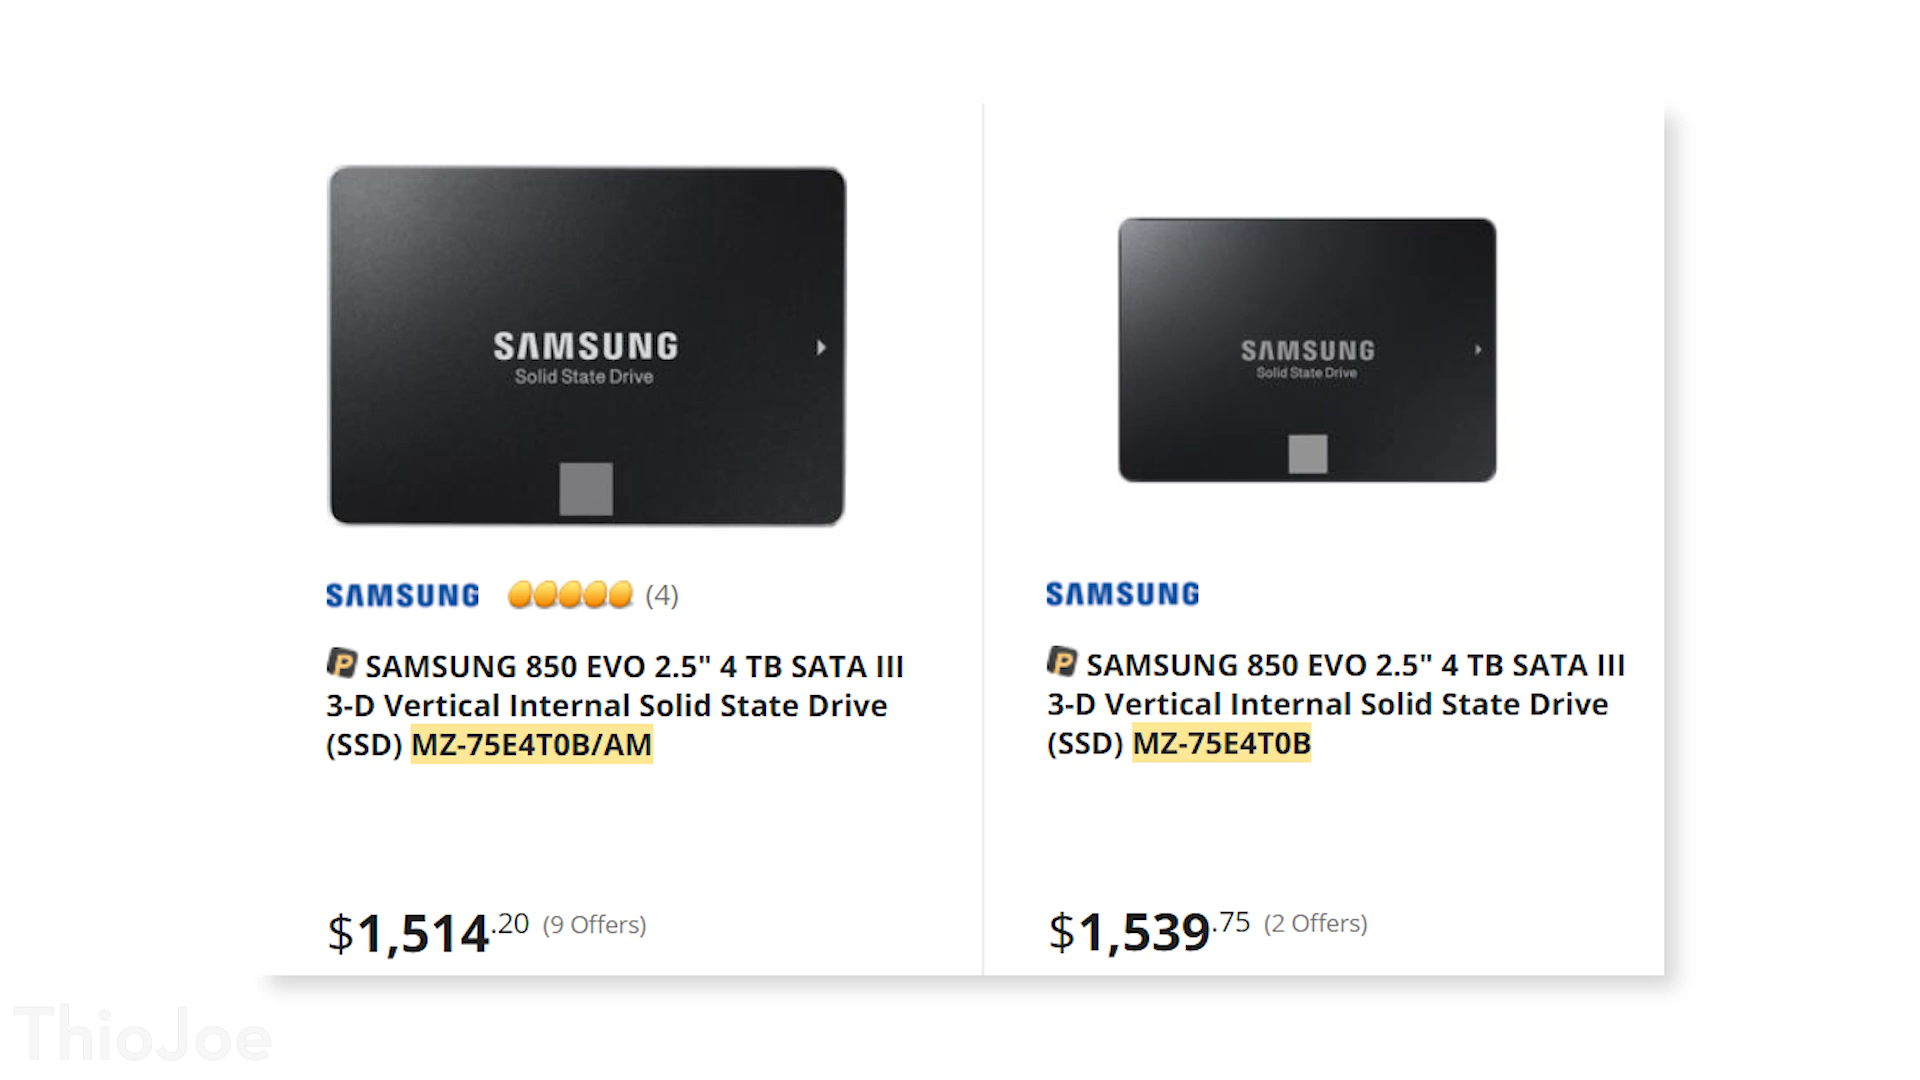 SAMSUNG
Solid State Drive
SAMSUNG (4)
P SAMSUNG 850 EVO 2.5" 4 TB SATA III
3-D Vertical Internal Solid State Drive
(SSD) MZ-75E4T0B/AM
$1,514.20 (9 Offers)
SAMSUNG
Solid State Drive
SAMSUNG
P SAMSUNG 850 EVO 2.5" 4 TB SATA III
3-D Vertical Internal Solid State Drive
(SSD) MZ-75E4T0B
$1,539.75 (2 Offers)
ThioJoe